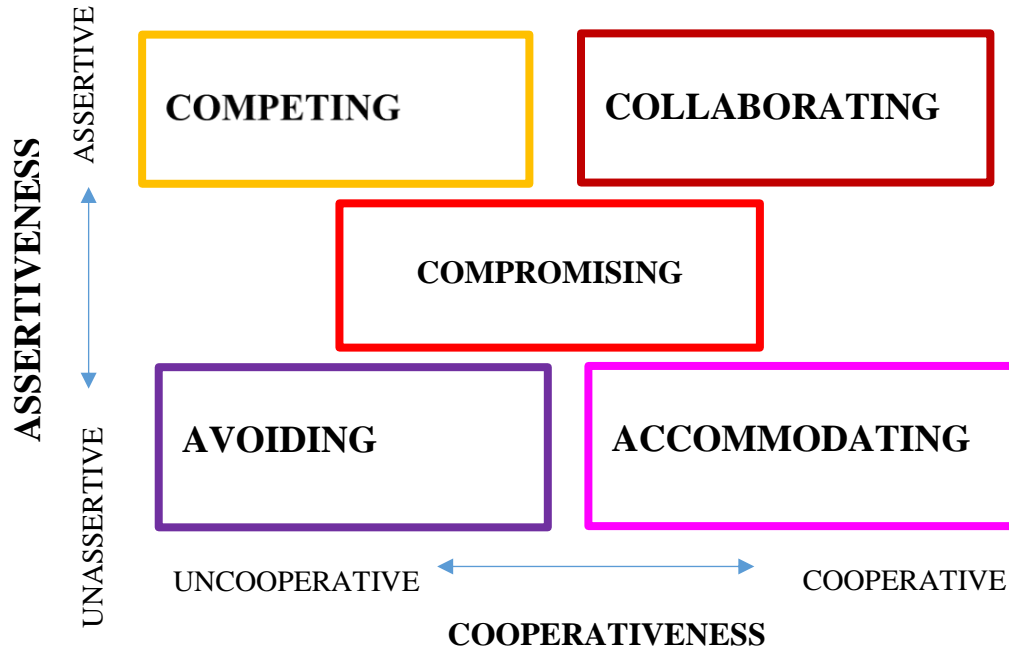 ASSERTIVENESS
ASSERTIVE
UNASSERTIVE
COMPETING
COLLABORATING
COMPROMISING
AVOIDING
ACCOMMODATING
UNCOOPERATIVE
COOPERATIVE
COOPERATIVENESS